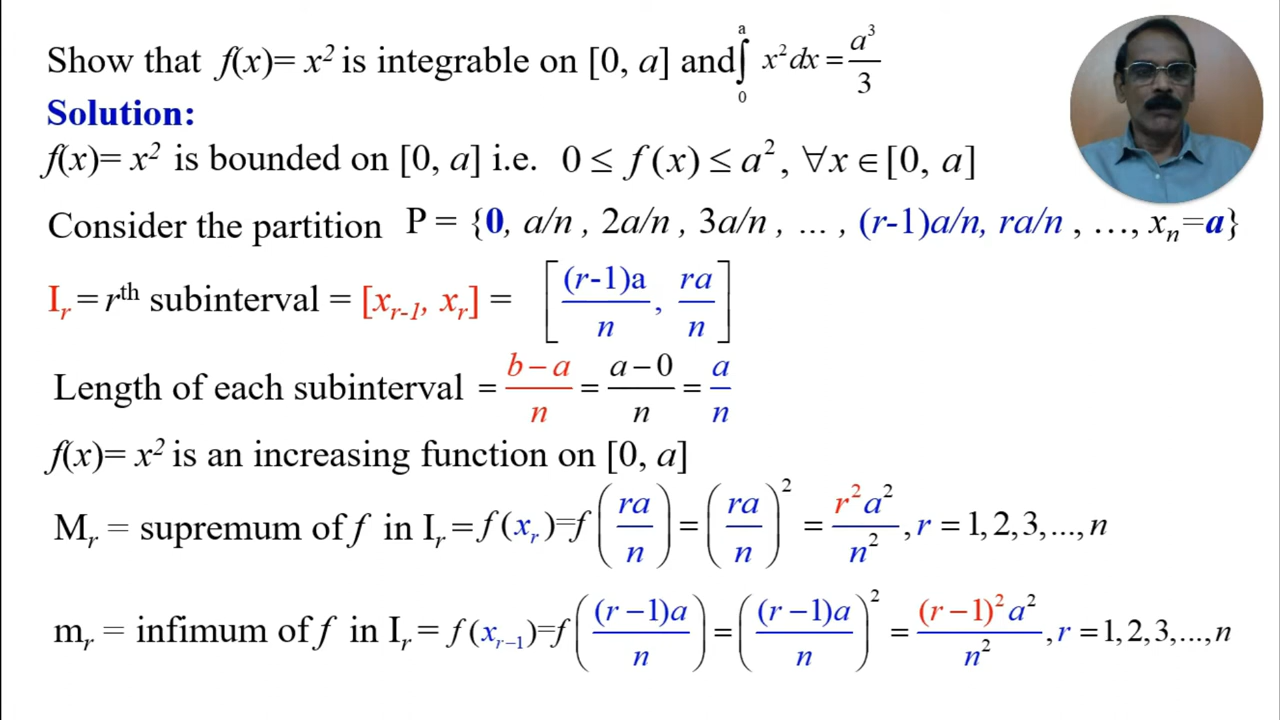 Show that f(x)= x² is integrable on [0, a] and ∫₀ᵃ x² dx = a³/3
Solution:
f(x)= x² is bounded on [0, a] i.e. 0 ≤ f(x) ≤ a², ∀x ∈ [0, a]
Consider the partition P = {0, a/n , 2a/n , 3a/n , ... , (r-1)a/n, ra/n , …, xₙ=a}
Iᵣ = rᵗʰ subinterval = [xᵣ₋₁, xᵣ] = [(r-1)a/n, ra/n]
Length of each subinterval = (b − a)/n = (a − 0)/n = a/n
f(x)= x² is an increasing function on [0, a]
Mᵣ = supremum of f in Iᵣ = f(xᵣ)=f(ra/n) = (ra/n)² = r²a²/n², r = 1, 2, 3, ..., n
mᵣ = infimum of f in Iᵣ = f(xᵣ₋₁)=f((r −1)a/n) = ((r −1)a/n)² = (r −1)²a²/n², r = 1, 2, 3, ..., n